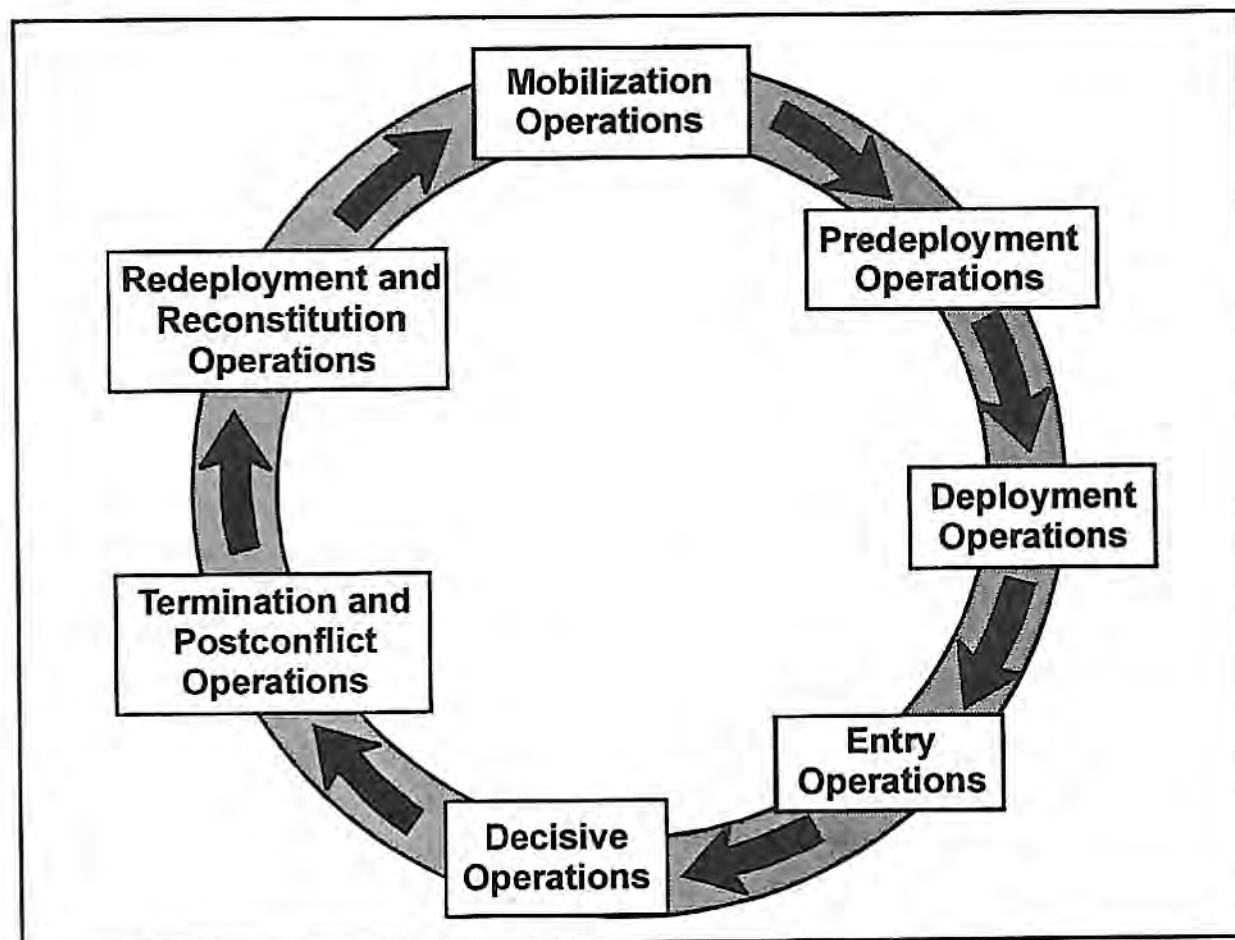 Mobilization
Operations
Predeployment
Operations
Deployment
Operations
Entry
Operations
Decisive
Operations
Termination and
Postconflict
Operations
Redeployment and
Reconstitution
Operations